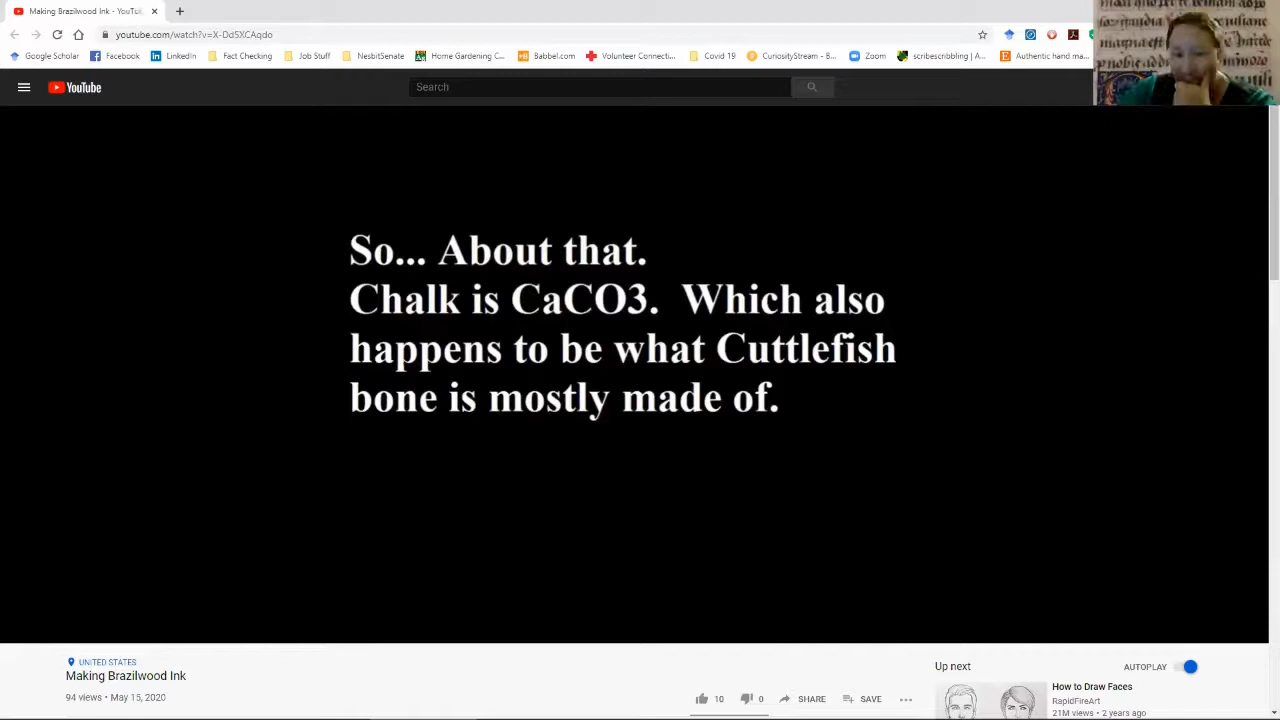 Making Brazilwood Ink - YouTu
youtube.com/watch?v=X-Dd5XCAqdo
Google Scholar Facebook LinkedIn Fact Checking Job Stuff NesbitSenate Home Gardening C... Babbel.com Volunteer Connecti... Covid 19 CuriosityStream - B... Zoom scribescribbling | A... Authentic hand ma...
YouTube
Search
So... About that.
Chalk is CaCO3. Which also
happens to be what Cuttlefish
bone is mostly made of.
UNITED STATES
Making Brazilwood Ink
94 views • May 15, 2020
10 0 SHARE SAVE
Up next AUTOPLAY
How to Draw Faces
RapidFireArt
21M views • 2 years ago